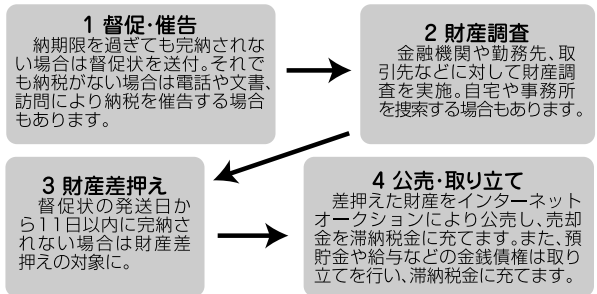 1 督促・催告
納期限を過ぎても完納されな
い場合は督促状を送付。それで
も納税がない場合は電話や文書、
訪問により納税を催告する場合
もあります。
2 財産調査
金融機関や勤務先、取
引先などに対して財産調
査を実施。自宅や事務所
を捜索する場合もあります。
3 財産差押え
督促状の発送日か
ら11日以内に完納さ
れない場合は財産差
押えの対象に。
4 公売・取り立て
差押えた財産をインターネット
オークションにより公売し、売却
金を滞納税金に充てます。また、預
貯金や給与などの金銭債権は取り
立てを行い、滞納税金に充てます。